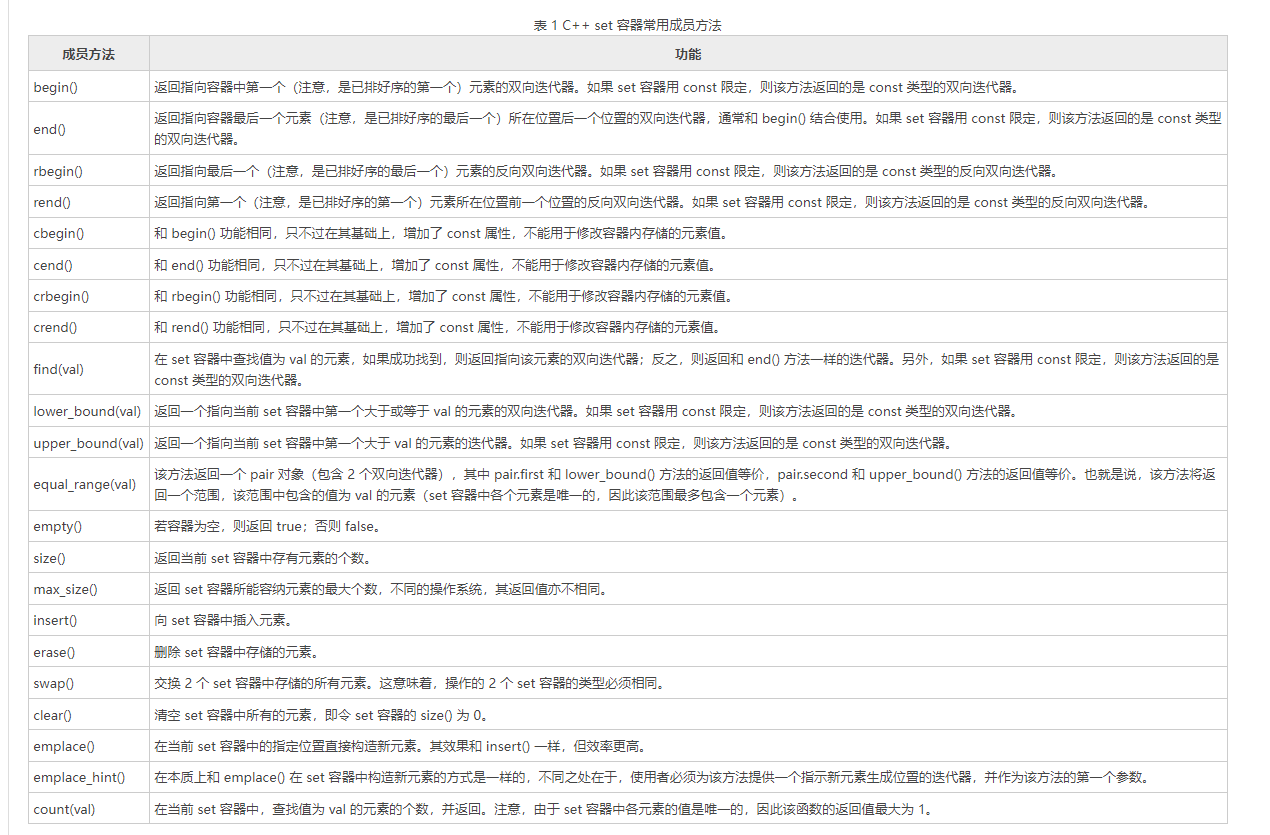 表 1 C++ set 容器常用成员方法
成员方法 功能
begin() 返回指向容器中第一个（注意，是已排好序的第一个）元素的双向迭代器。如果 set 容器用 const 限定，则该方法返回的是 const 类型的双向迭代器。
end() 返回指向容器最后一个元素（注意，是已排好序的最后一个）所在位置后一个位置的双向迭代器，通常和 begin() 结合使用。如果 set 容器用 const 限定，则该方法返回的是 const 类型
的双向迭代器。
rbegin() 返回指向最后一个（注意，是已排好序的最后一个）元素的反向双向迭代器。如果 set 容器用 const 限定，则该方法返回的是 const 类型的反向双向迭代器。
rend() 返回指向第一个（注意，是已排好序的第一个）元素所在位置前一个位置的反向双向迭代器。如果 set 容器用 const 限定，则该方法返回的是 const 类型的反向双向迭代器。
cbegin() 和 begin() 功能相同，只不过在其基础上，增加了 const 属性，不能用于修改容器内存储的元素值。
cend() 和 end() 功能相同，只不过在其基础上，增加了 const 属性，不能用于修改容器内存储的元素值。
crbegin() 和 rbegin() 功能相同，只不过在其基础上，增加了 const 属性，不能用于修改容器内存储的元素值。
crend() 和 rend() 功能相同，只不过在其基础上，增加了 const 属性，不能用于修改容器内存储的元素值。
find(val) 在 set 容器中查找值为 val 的元素，如果成功找到，则返回指向该元素的双向迭代器；反之，则返回和 end() 方法一样的迭代器。另外，如果 set 容器用 const 限定，则该方法返回的是
const 类型的双向迭代器。
lower_bound(val) 返回一个指向当前 set 容器中第一个大于或等于 val 的元素的双向迭代器。如果 set 容器用 const 限定，则该方法返回的是 const 类型的双向迭代器。
upper_bound(val) 返回一个指向当前 set 容器中第一个大于 val 的元素的迭代器。如果 set 容器用 const 限定，则该方法返回的是 const 类型的双向迭代器。
equal_range(val) 该方法返回一个 pair 对象（包含 2 个双向迭代器），其中 pair.first 和 lower_bound() 方法的返回值等价，pair.second 和 upper_bound() 方法的返回值等价。也就是说，该方法将返
回一个范围，该范围中包含的值为 val 的元素（set 容器中各个元素是唯一的，因此该范围最多包含一个元素）。
empty() 若容器为空，则返回 true；否则 false。
size() 返回当前 set 容器中存有元素的个数。
max_size() 返回 set 容器所能容纳元素的最大个数，不同的操作系统，其返回值亦不相同。
insert() 向 set 容器中插入元素。
erase() 删除 set 容器中存储的元素。
swap() 交换 2 个 set 容器中存储的所有元素。这意味着，操作的 2 个 set 容器的类型必须相同。
clear() 清空 set 容器中所有的元素，即令 set 容器的 size() 为 0。
emplace() 在当前 set 容器中的指定位置直接构造新元素。其效果和 insert() 一样，但效率更高。
emplace_hint() 在本质上和 emplace() 在 set 容器中构造新元素的方式是一样的，不同之处在于，使用者必须为该方法提供一个指示新元素生成位置的迭代器，并作为该方法的第一个参数。
count(val) 在当前 set 容器中，查找值为 val 的元素的个数，并返回。注意，由于 set 容器中各元素的值是唯一的，因此该函数的返回值最大为 1。